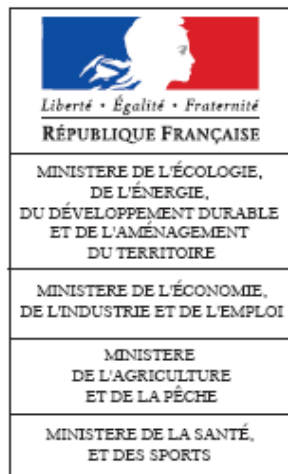 Liberté • Égalité • Fraternité
RÉPUBLIQUE FRANÇAISE
MINISTERE DE L'ÉCOLOGIE,
DE L'ÉNERGIE,
DU DÉVELOPPEMENT DURABLE
ET DE L'AMÉNAGEMENT
DU TERRITOIRE
MINISTERE DE L'ÉCONOMIE,
DE L'INDUSTRIE ET DE L'EMPLOI
MINISTERE
DE L'AGRICULTURE
ET DE LA PÊCHE
MINISTERE DE LA SANTÉ,
ET DES SPORTS